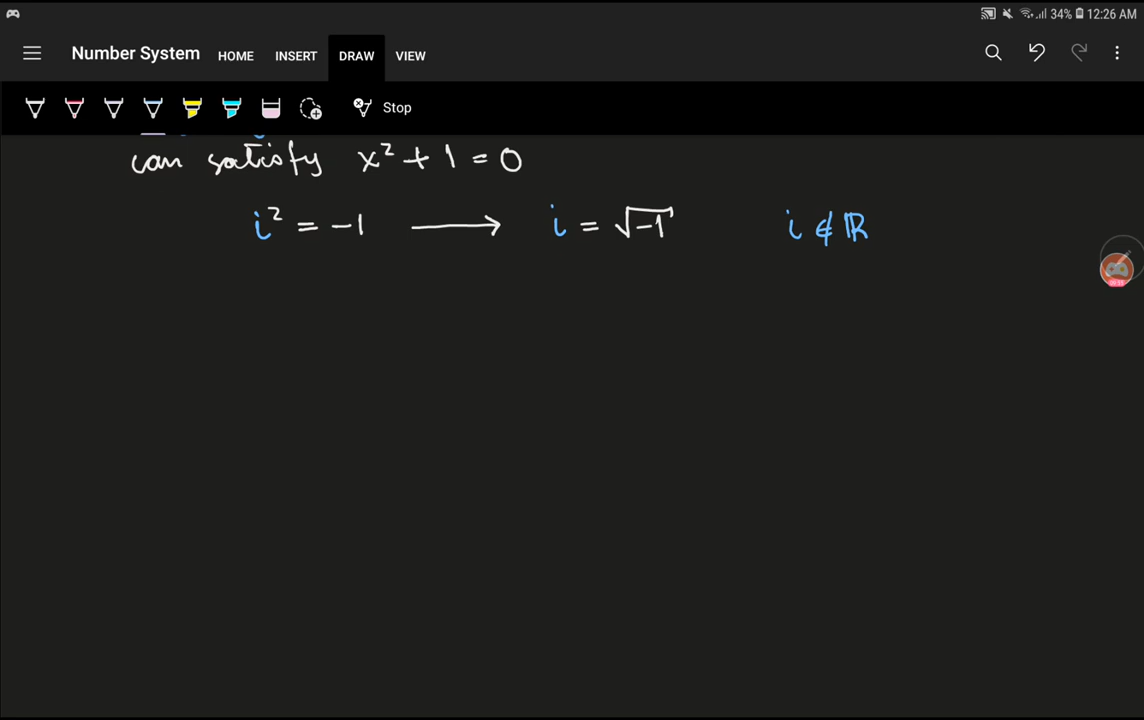 34% 12:26 AM
Number System HOME INSERT DRAW VIEW
Stop
can satisfy x² + 1 = 0
i² = -1 ⟶ i = √-1 i ∉ ℝ